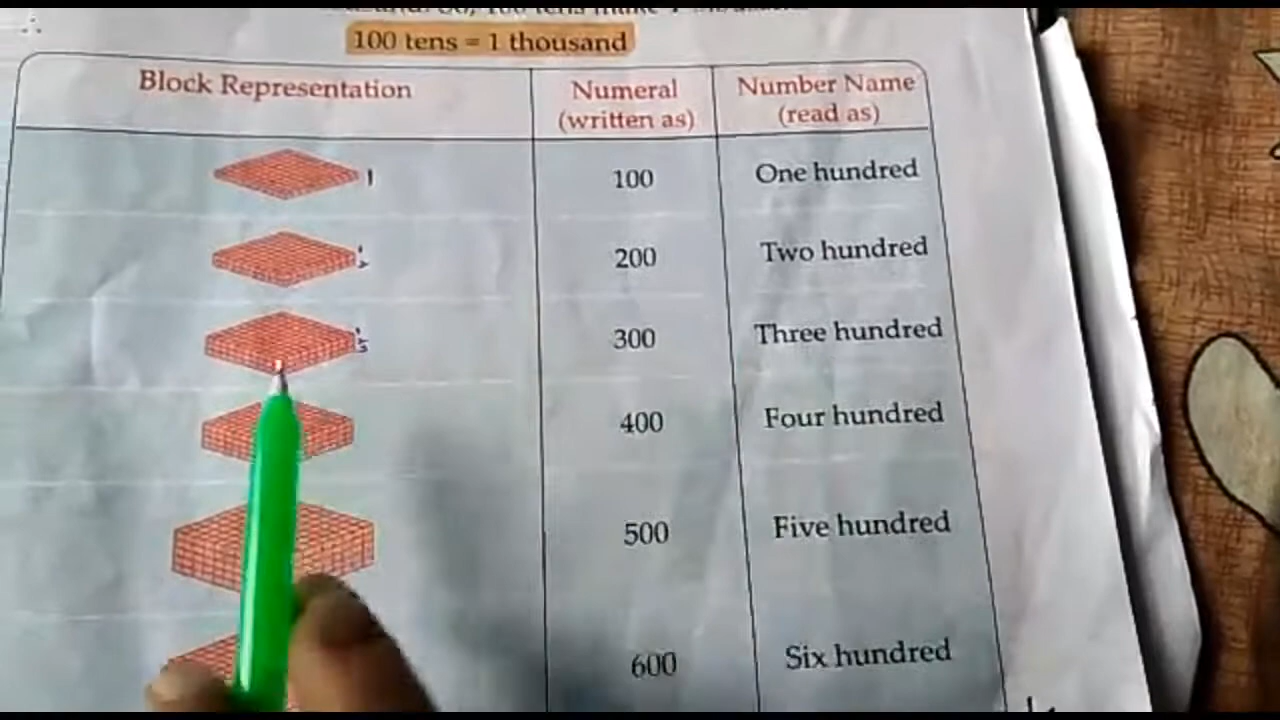 100 tens = 1 thousand
Block Representation Numeral (written as) Number Name (read as)
1 100 One hundred
200 Two hundred
300 Three hundred
400 Four hundred
500 Five hundred
600 Six hundred